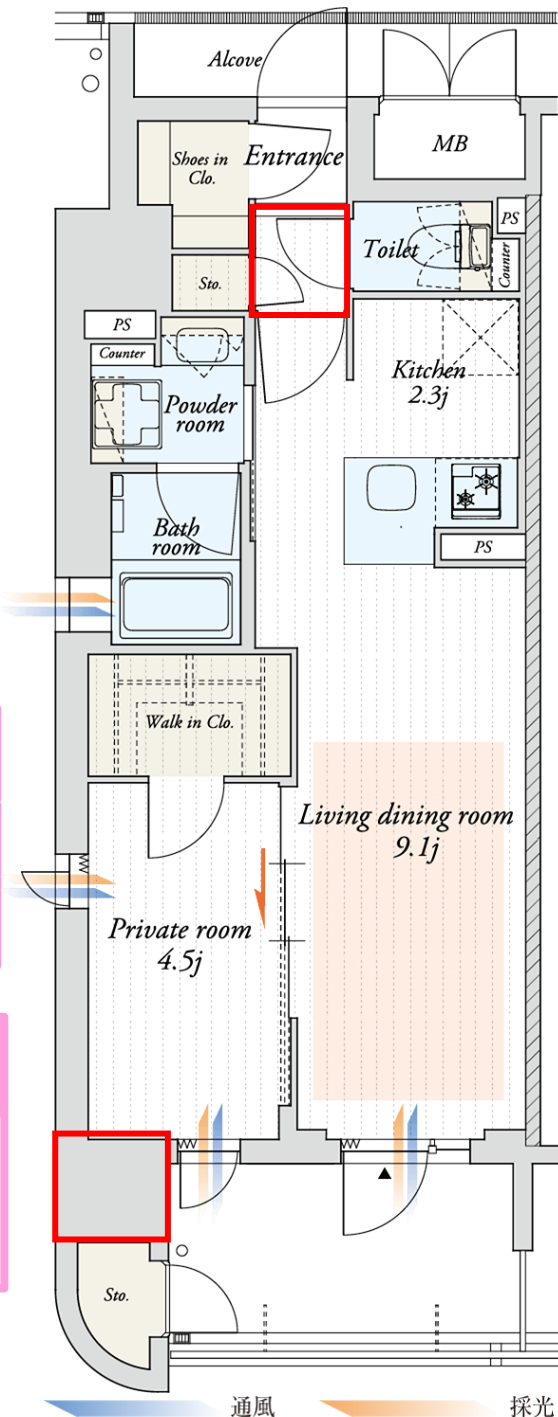 Alcove
MB
Shoes in
Clo.
Entrance
PS
Toilet
Counter
Sto.
PS
Counter
Kitchen
2.3j
Powder
room
Bath
room
PS
Walk in Clo.
Living dining room
9.1j
Private room
4.5j
Sto.
通風
採光